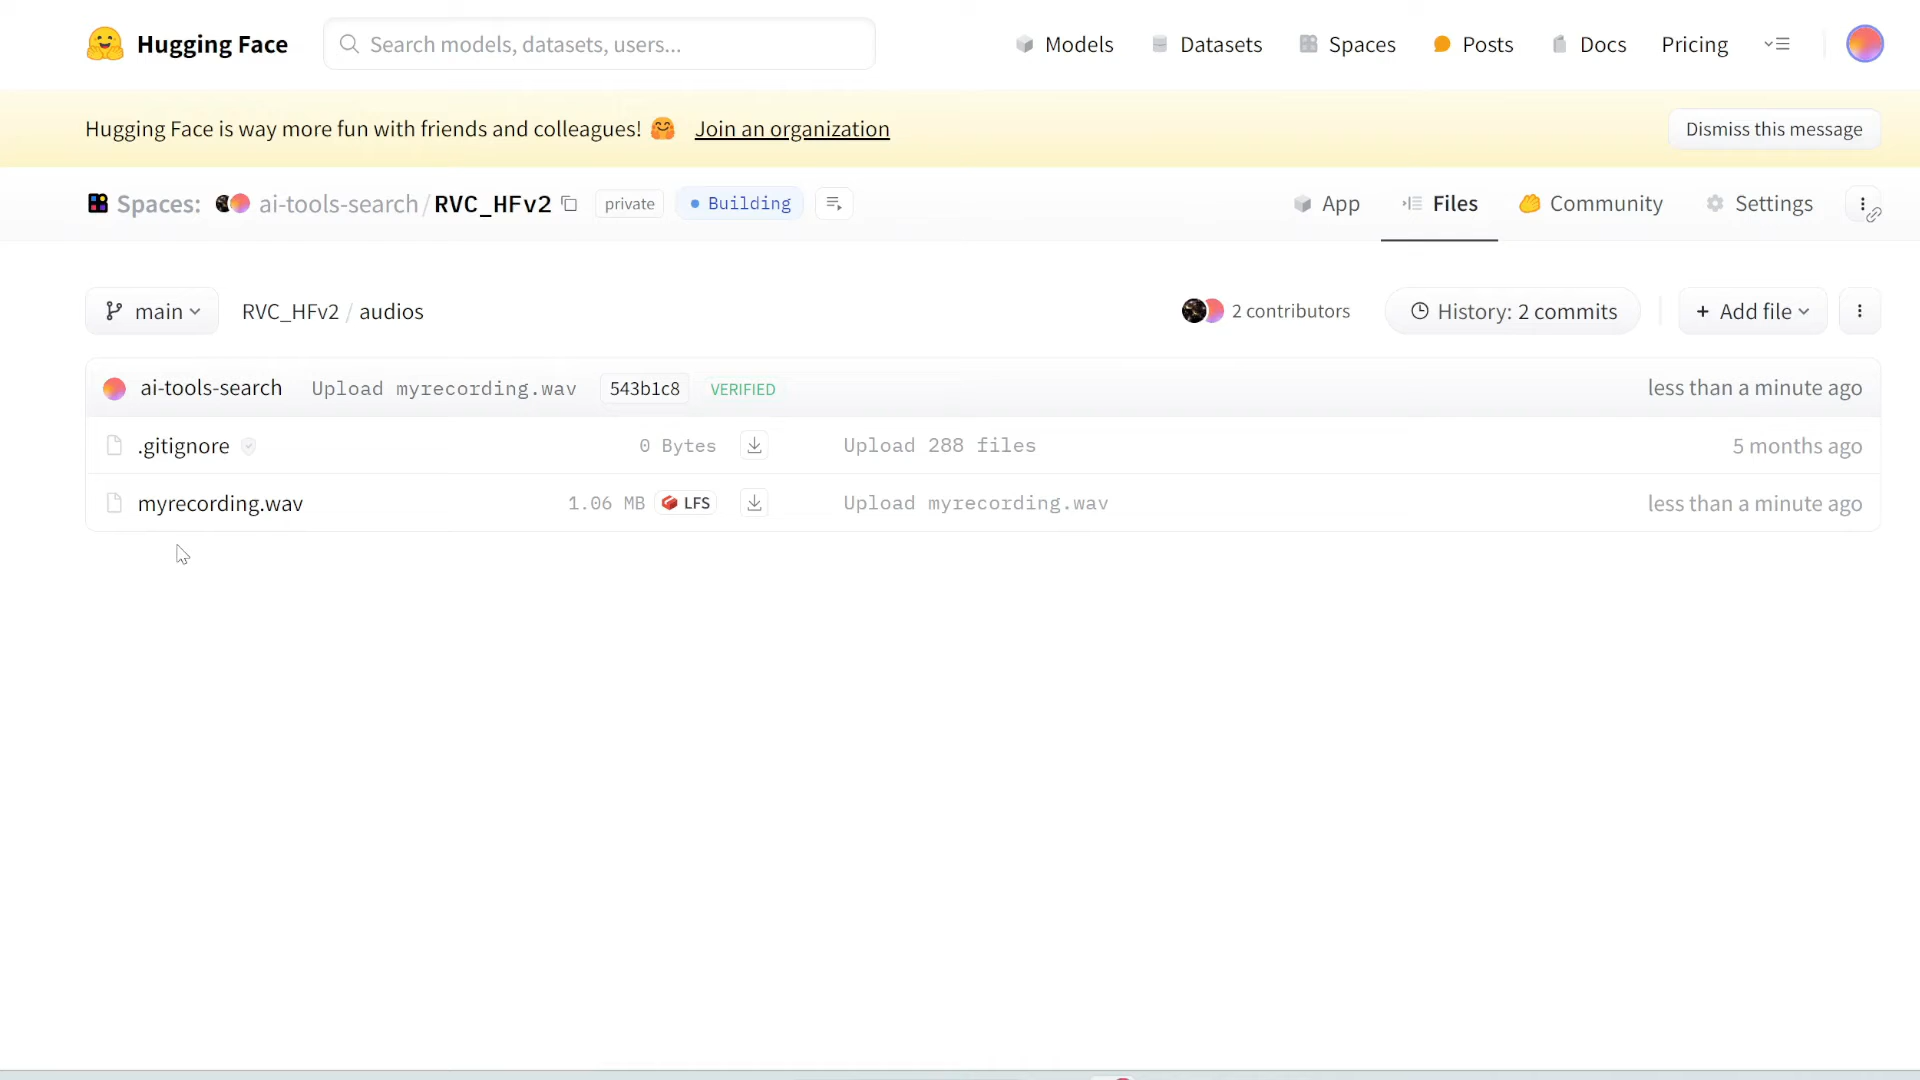 Hugging Face Search models, datasets, users... Models Datasets Spaces Posts Docs Pricing
Hugging Face is way more fun with friends and colleagues! 🤗 Join an organization Dismiss this message
Spaces: ai-tools-search/RVC_HFv2 private Building App Files Community Settings
main RVC_HFv2 / audios 2 contributors History: 2 commits + Add file
ai-tools-search Upload myrecording.wav 543b1c8 VERIFIED less than a minute ago
.gitignore 0 Bytes Upload 288 files 5 months ago
myrecording.wav 1.06 MB LFS Upload myrecording.wav less than a minute ago